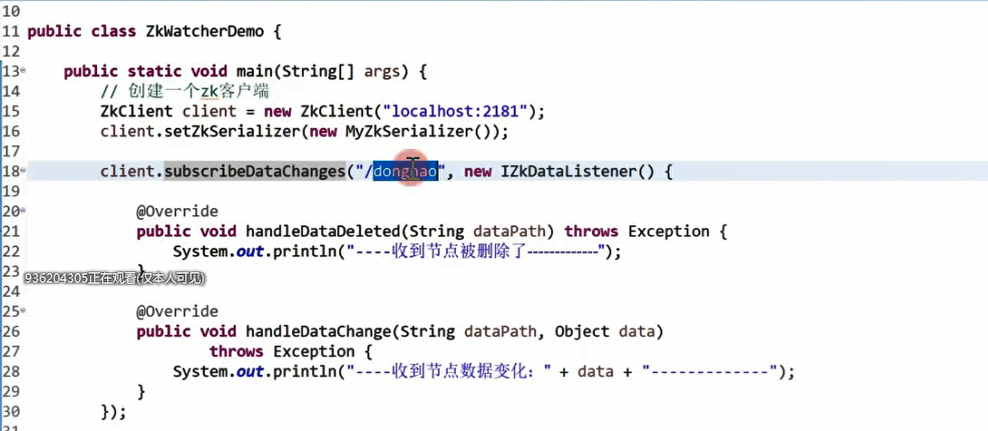 10
11 public class ZkWatcherDemo {
12
13 public static void main(String[] args) {
14 // 创建一个zk客户端
15 ZkClient client = new ZkClient("localhost:2181");
16 client.setZkSerializer(new MyZkSerializer());
17
18 client.subscribeDataChanges("/donghao", new IZkDataListener() {
19
20 @Override
21 public void handleDataDeleted(String dataPath) throws Exception {
22 System.out.println("----收到节点被删除了-------------");
23 }
936204305正在观看(仅本人可见)
24
25 @Override
26 public void handleDataChange(String dataPath, Object data)
27 throws Exception {
28 System.out.println("----收到节点数据变化：" + data + "-------------");
29 }
30 });
31